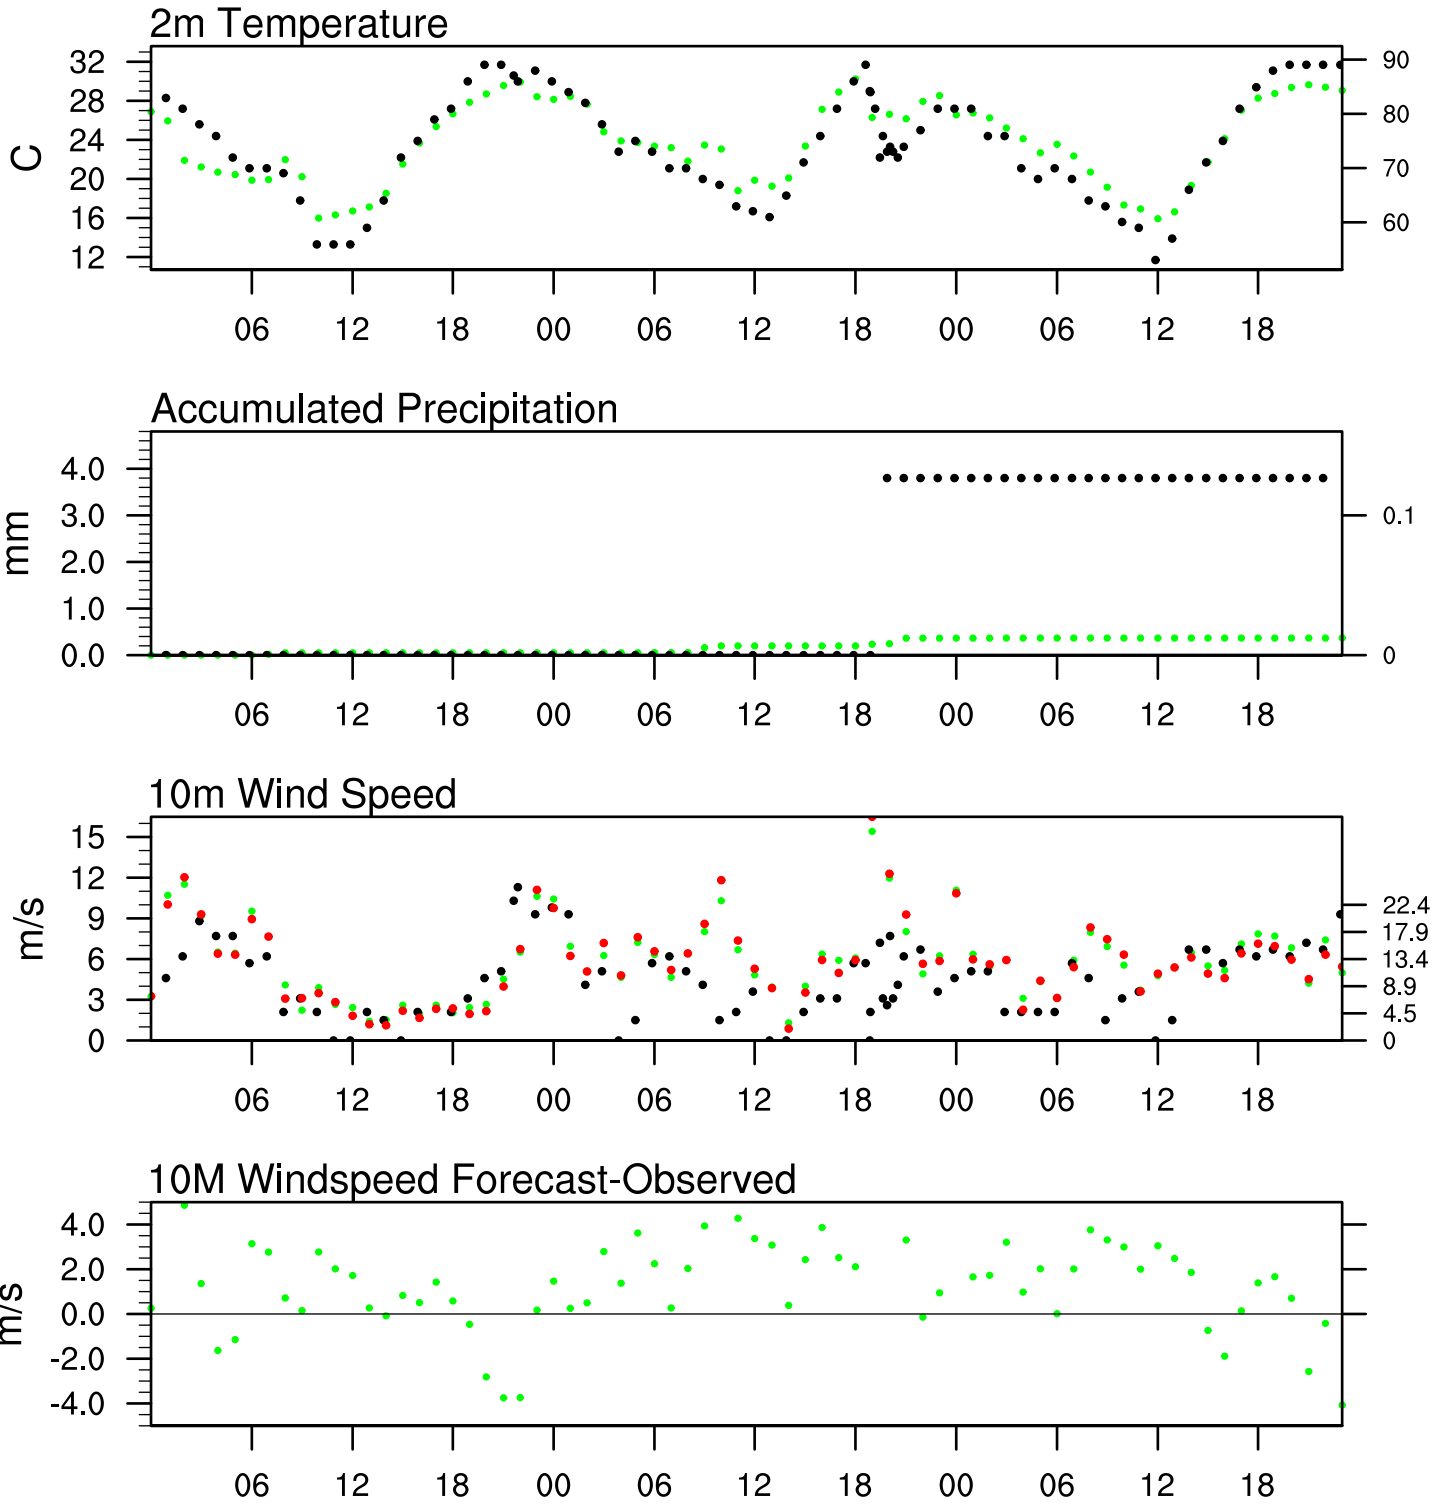 2m Temperature
C
32
28
24
20
16
12
90
80
70
60
06 12 18 00 06 12 18 00 06 12 18
Accumulated Precipitation
mm
4.0
3.0
2.0
1.0
0.0
0.1
0
06 12 18 00 06 12 18 00 06 12 18
10m Wind Speed
m/s
15
12
9
6
3
0
22.4
17.9
13.4
8.9
4.5
0
06 12 18 00 06 12 18 00 06 12 18
10M Windspeed Forecast-Observed
m/s
4.0
2.0
0.0
-2.0
-4.0
06 12 18 00 06 12 18 00 06 12 18